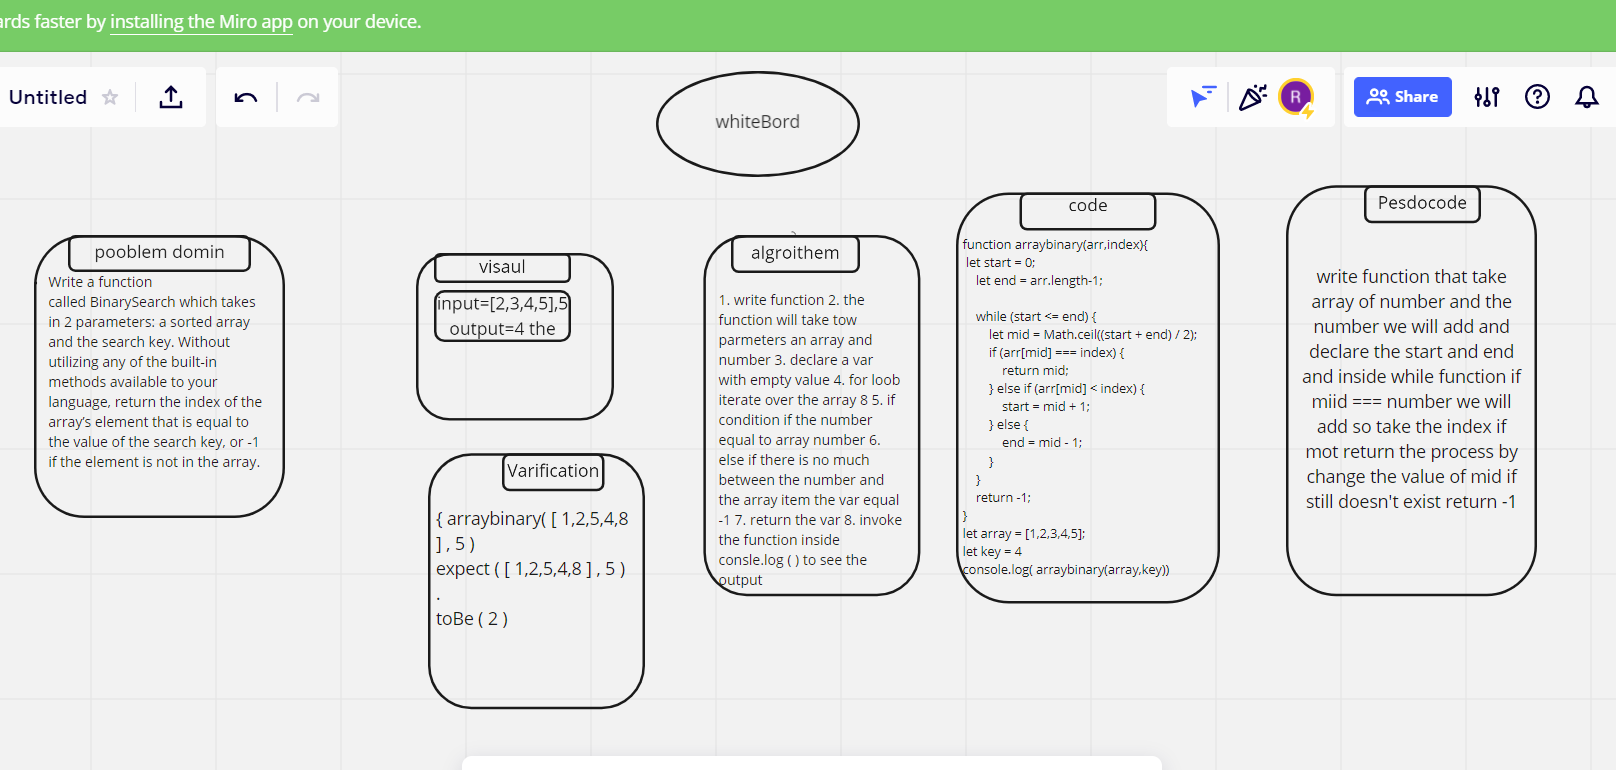 ards faster by installing the Miro app on your device.
Untitled
R
Share
whiteBord
pooblem domin
Write a function
called BinarySearch which takes
in 2 parameters: a sorted array
and the search key. Without
utilizing any of the built-in
methods available to your
language, return the index of the
array's element that is equal to
the value of the search key, or -1
if the element is not in the array.
visaul
input=[2,3,4,5],5
output=4 the
Varification
{ arraybinary( [ 1,2,5,4,8
] , 5 )
expect ( [ 1,2,5,4,8 ] , 5 )
.
toBe ( 2 )
algroithem
1. write function 2. the
function will take tow
parmeters an array and
number 3. declare a var
with empty value 4. for loob
iterate over the array 8 5. if
condition if the number
equal to array number 6.
else if there is no much
between the number and
the array item the var equal
-1 7. return the var 8. invoke
the function inside
consle.log ( ) to see the
output
code
function arraybinary(arr,index){
let start = 0;
let end = arr.length-1;
while (start <= end) {
let mid = Math.ceil((start + end) / 2);
if (arr[mid] === index) {
return mid;
} else if (arr[mid] < index) {
start = mid + 1;
} else {
end = mid - 1;
}
}
return -1;
}
let array = [1,2,3,4,5];
let key = 4
console.log( arraybinary(array,key))
Pesdocode
write function that take
array of number and the
number we will add and
declare the start and end
and inside while function if
miid === number we will
add so take the index if
mot return the process by
change the value of mid if
still doesn't exist return -1